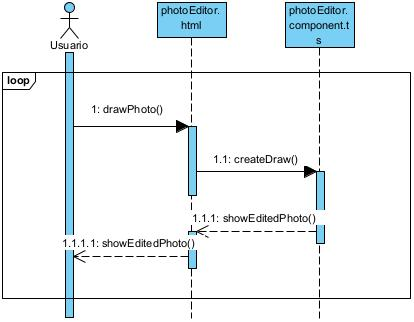 photoEditor.
html
photoEditor.
component.t
s
Usuario
loop
1: drawPhoto()
1.1: createDraw()
1.1.1: showEditedPhoto()
1.1.1.1: showEditedPhoto()